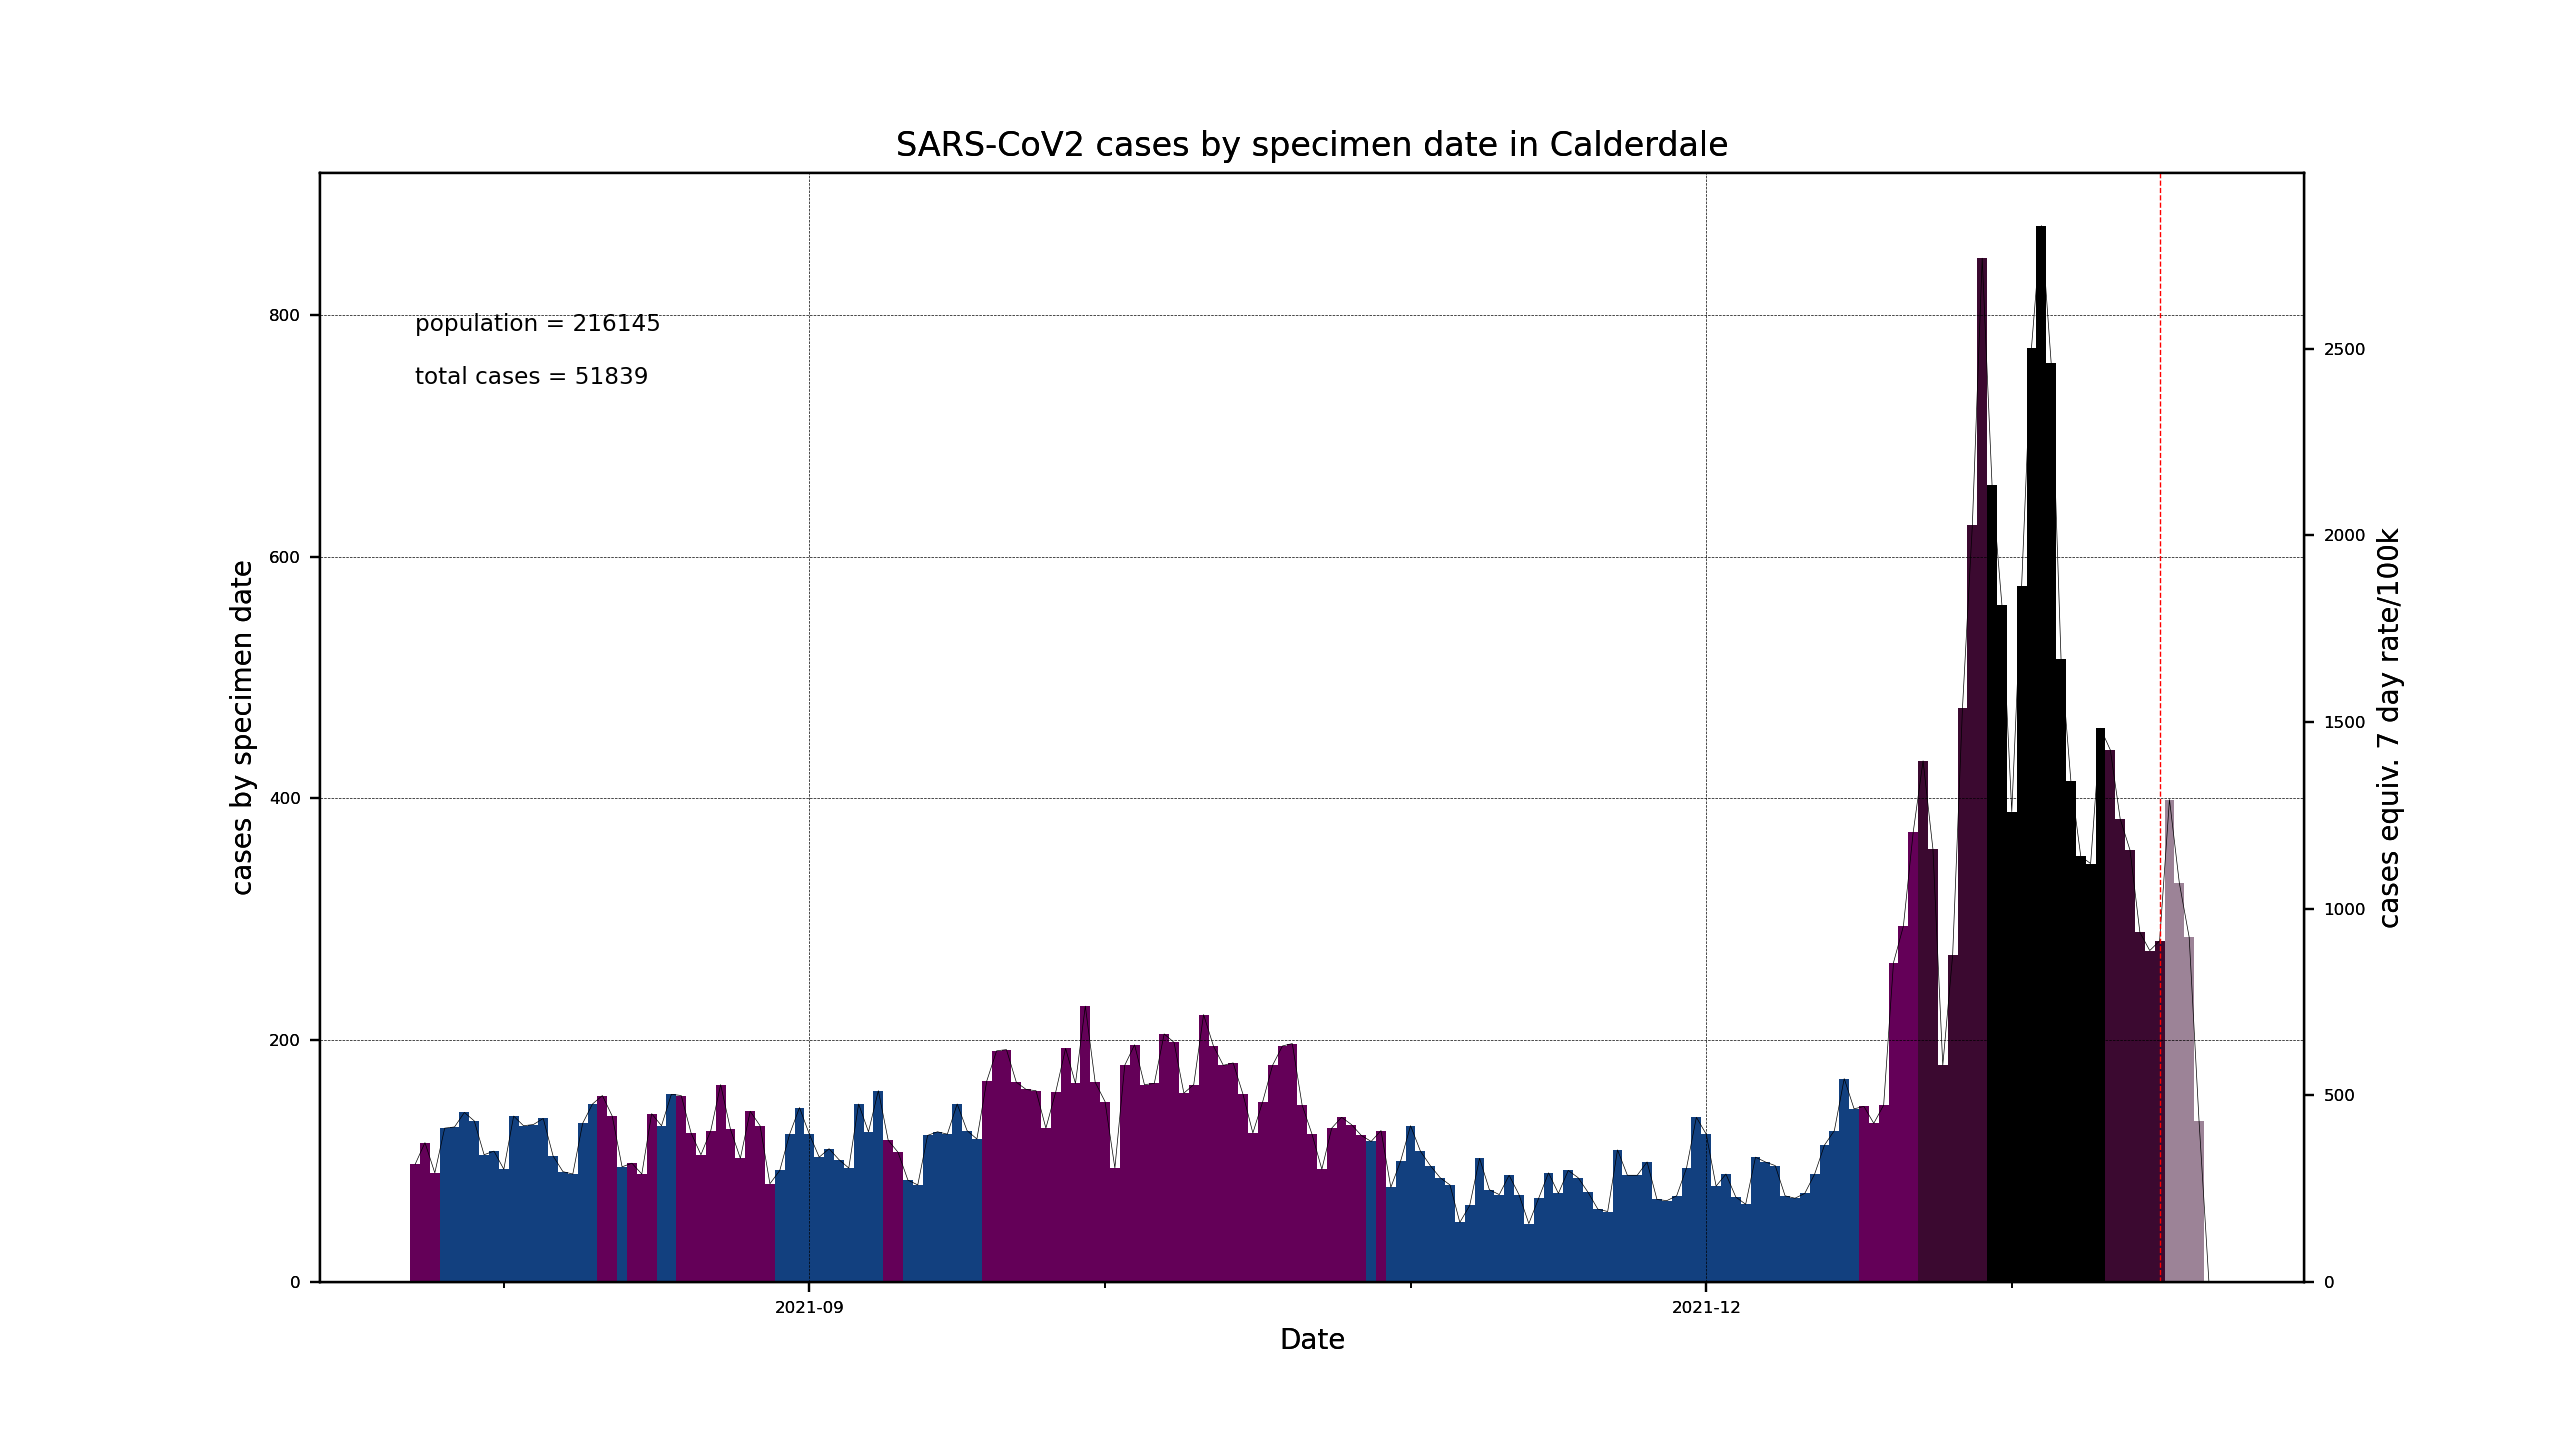 SARS-CoV2 cases by specimen date in Calderdale
population = 216145
total cases = 51839
cases by specimen date
800
600
400
200
0
2500
2000
1500
1000
500
0
cases equiv. 7 day rate/100k
2021-09
2021-12
Date